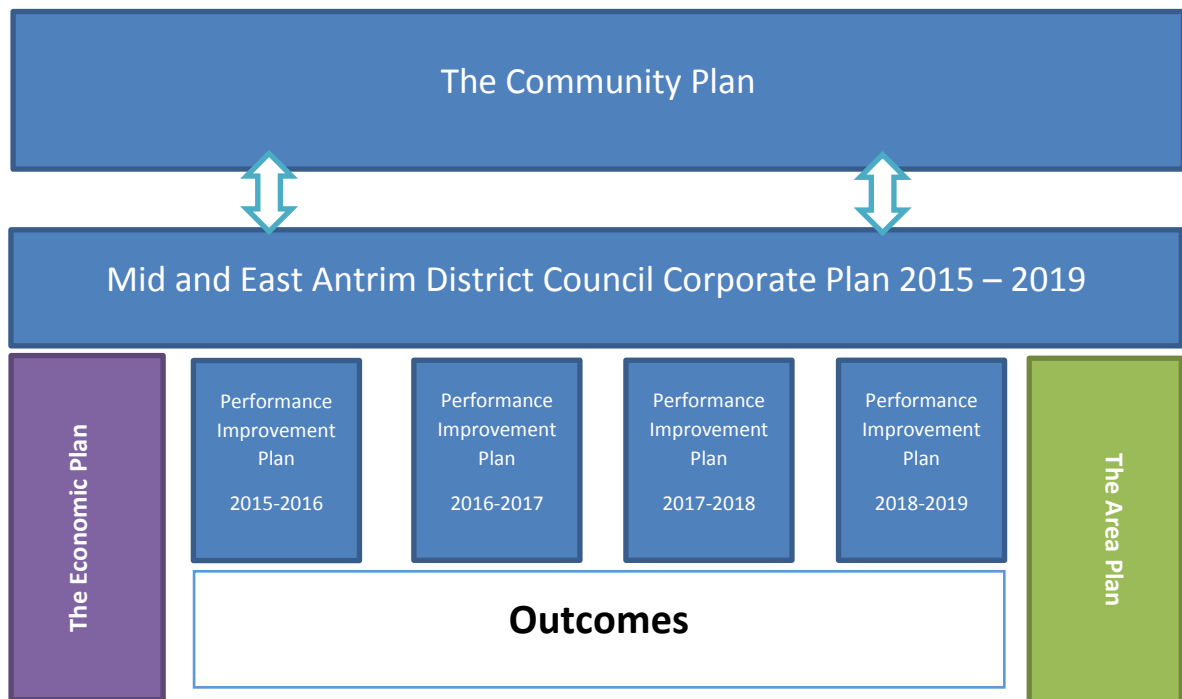 The Community Plan
Mid and East Antrim District Council Corporate Plan 2015 – 2019
The Economic Plan
Performance
Improvement
Plan
2015-2016
Performance
Improvement
Plan
2016-2017
Performance
Improvement
Plan
2017-2018
Performance
Improvement
Plan
2018-2019
The Area Plan
Outcomes